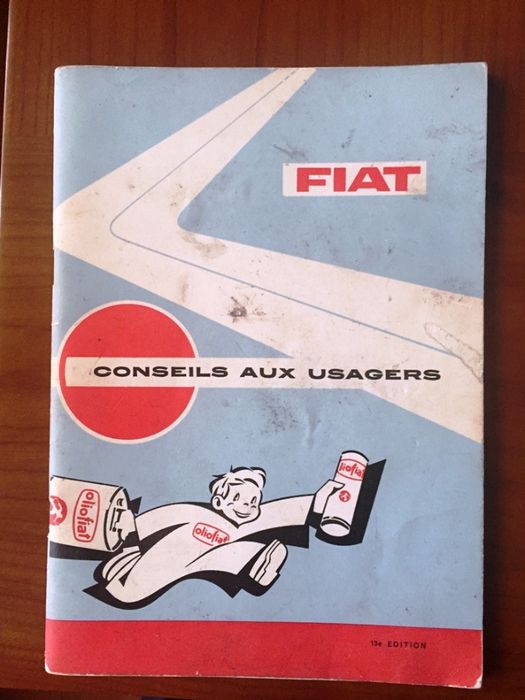 FIAT
CONSEILS AUX USAGERS
oliofiat
oliofiat
oliofiat
13e EDITION